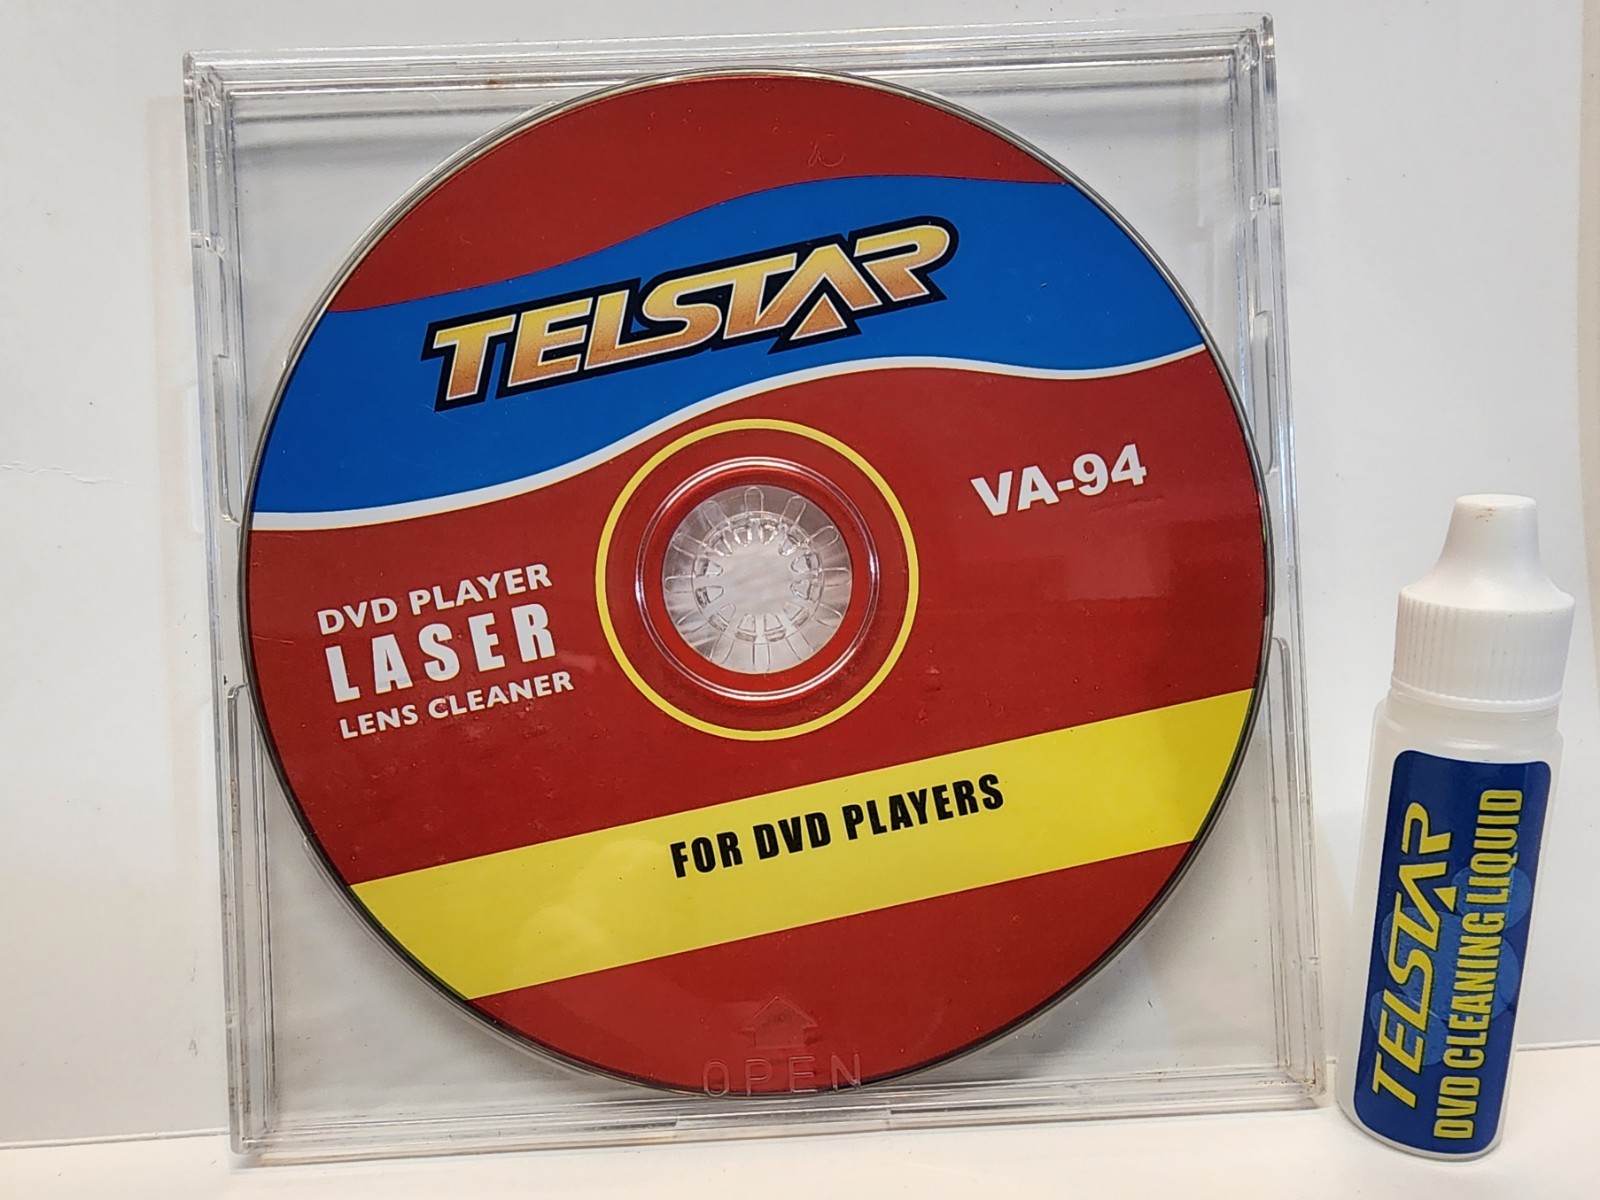 TELSTAR
VA-94
DVD PLAYER
LASER
LENS CLEANER
FOR DVD PLAYERS
OPEN
TELSTAR
DVD CLEANING LIQUID